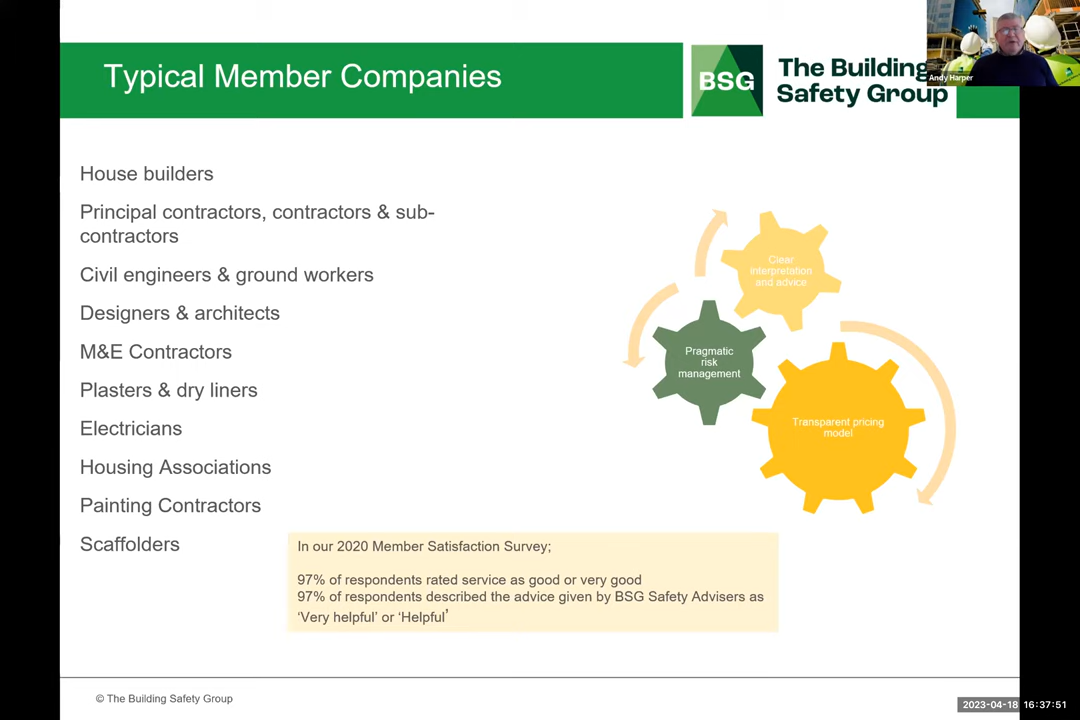 Typical Member Companies
BSG
The Building
Safety Group
Andy Harper
House builders
Principal contractors, contractors & sub-
contractors
Civil engineers & ground workers
Designers & architects
M&E Contractors
Plasters & dry liners
Electricians
Housing Associations
Painting Contractors
Scaffolders
Clear
interpretation
and advice
Pragmatic
risk
management
Transparent pricing
model
In our 2020 Member Satisfaction Survey;
97% of respondents rated service as good or very good
97% of respondents described the advice given by BSG Safety Advisers as
‘Very helpful’ or ‘Helpful’
© The Building Safety Group
2023-04-18 16:37:51